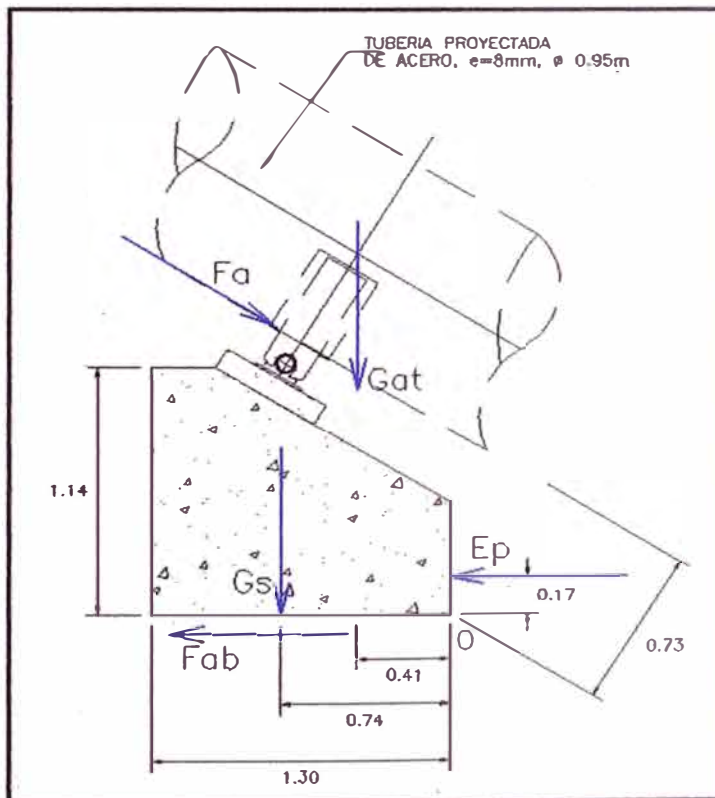 TUBERIA PROYECTADA
DE ACERO, e=8mm, ø 0.95m
Fa
Gat
1.14
Ep
Gs
0.17
O
Fab
0.73
0.41
0.74
1.30